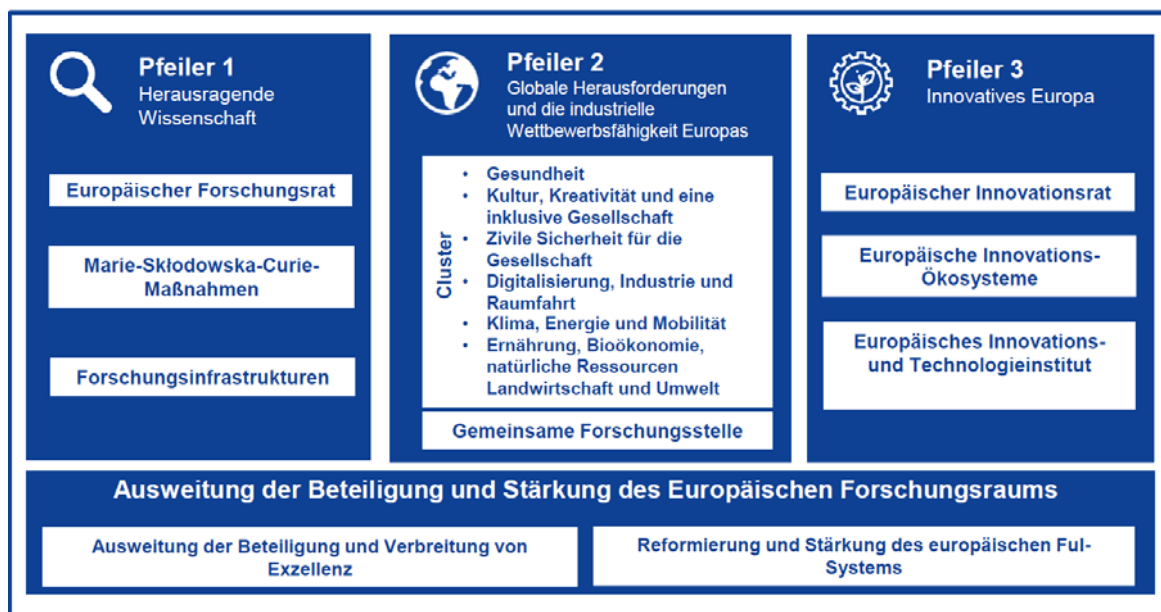 Pfeiler 1
Herausragende
Wissenschaft
Europäischer Forschungsrat
Marie-Skłodowska-Curie-
Maßnahmen
Forschungsinfrastrukturen
Pfeiler 2
Globale Herausforderungen
und die industrielle
Wettbewerbsfähigkeit Europas
Cluster
• Gesundheit
• Kultur, Kreativität und eine
inklusive Gesellschaft
• Zivile Sicherheit für die
Gesellschaft
• Digitalisierung, Industrie und
Raumfahrt
• Klima, Energie und Mobilität
• Ernährung, Bioökonomie,
natürliche Ressourcen
Landwirtschaft und Umwelt
Gemeinsame Forschungsstelle
Pfeiler 3
Innovatives Europa
Europäischer Innovationsrat
Europäische Innovations-
Ökosysteme
Europäisches Innovations-
und Technologieinstitut
Ausweitung der Beteiligung und Stärkung des Europäischen Forschungsraums
Ausweitung der Beteiligung und Verbreitung von
Exzellenz
Reformierung und Stärkung des europäischen FuI-
Systems